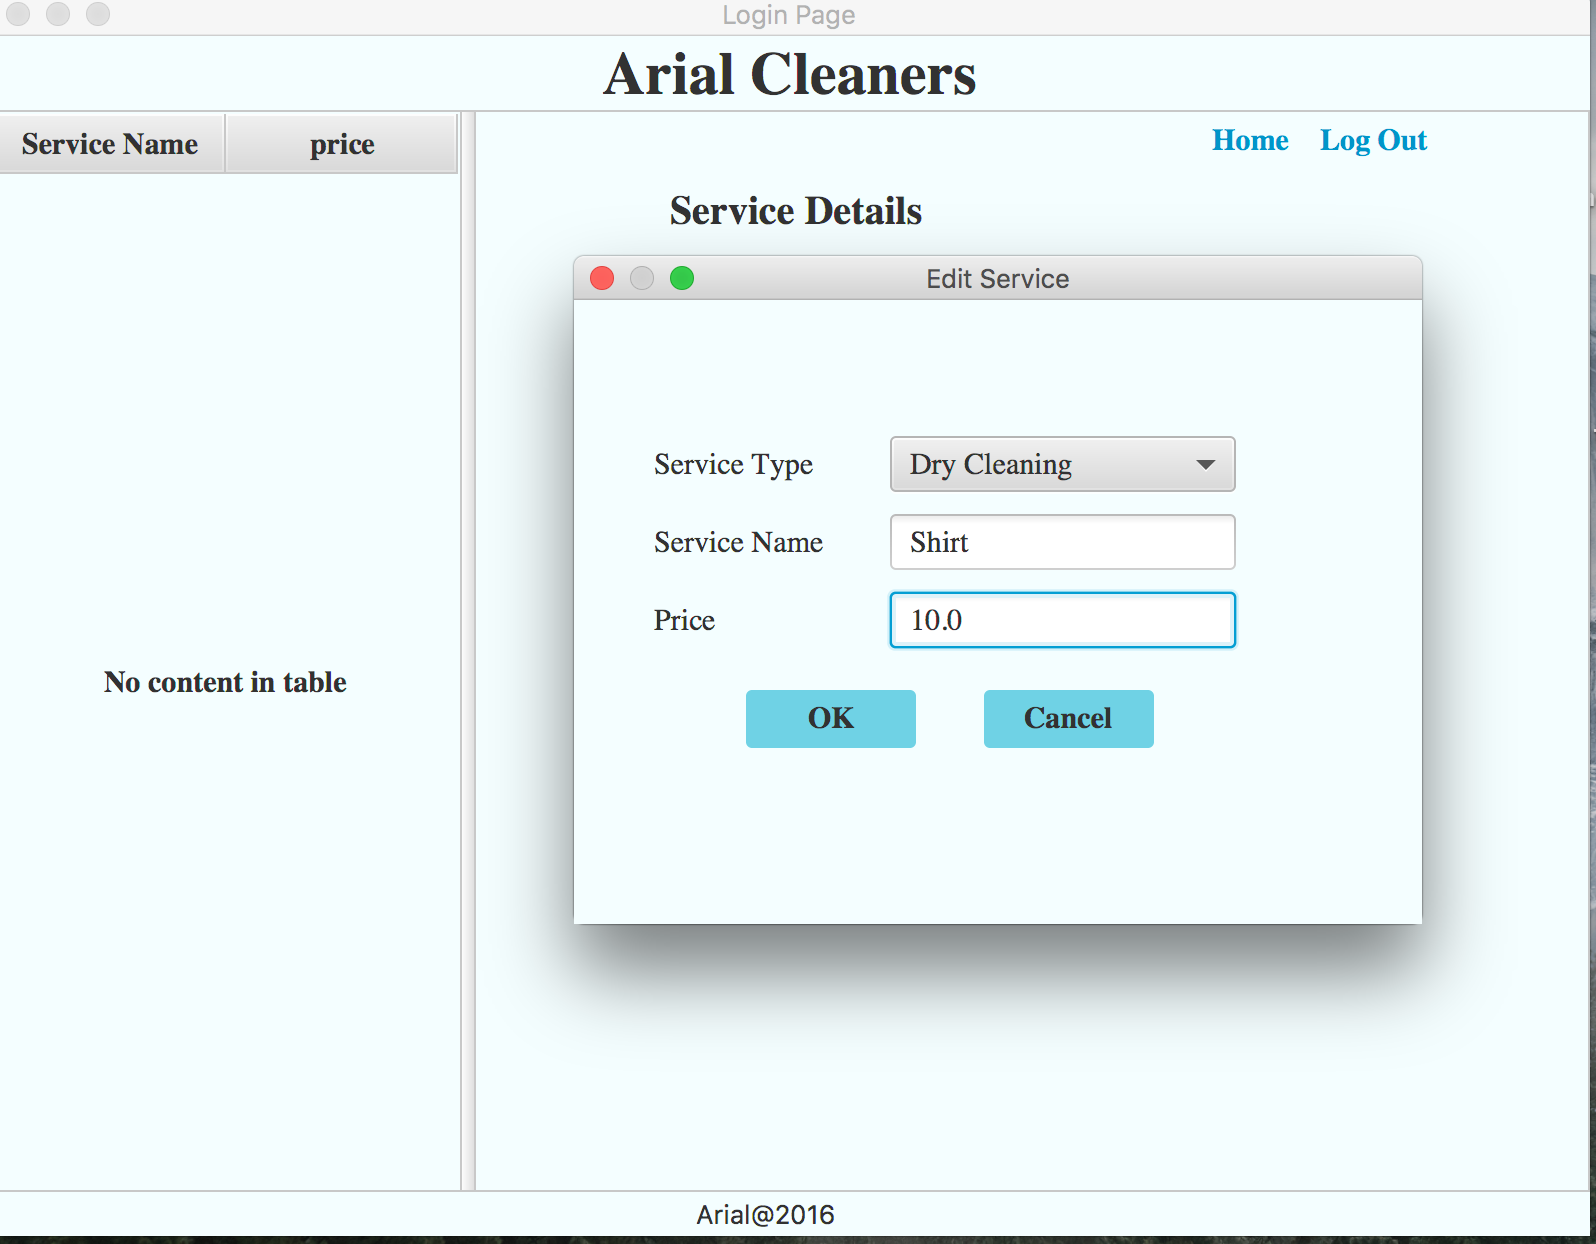 Login Page
Arial Cleaners
Service Name price
Home Log Out
Service Details
Edit Service
Service Type Dry Cleaning
Service Name Shirt
Price 10.0
OK Cancel
No content in table
Arial@2016